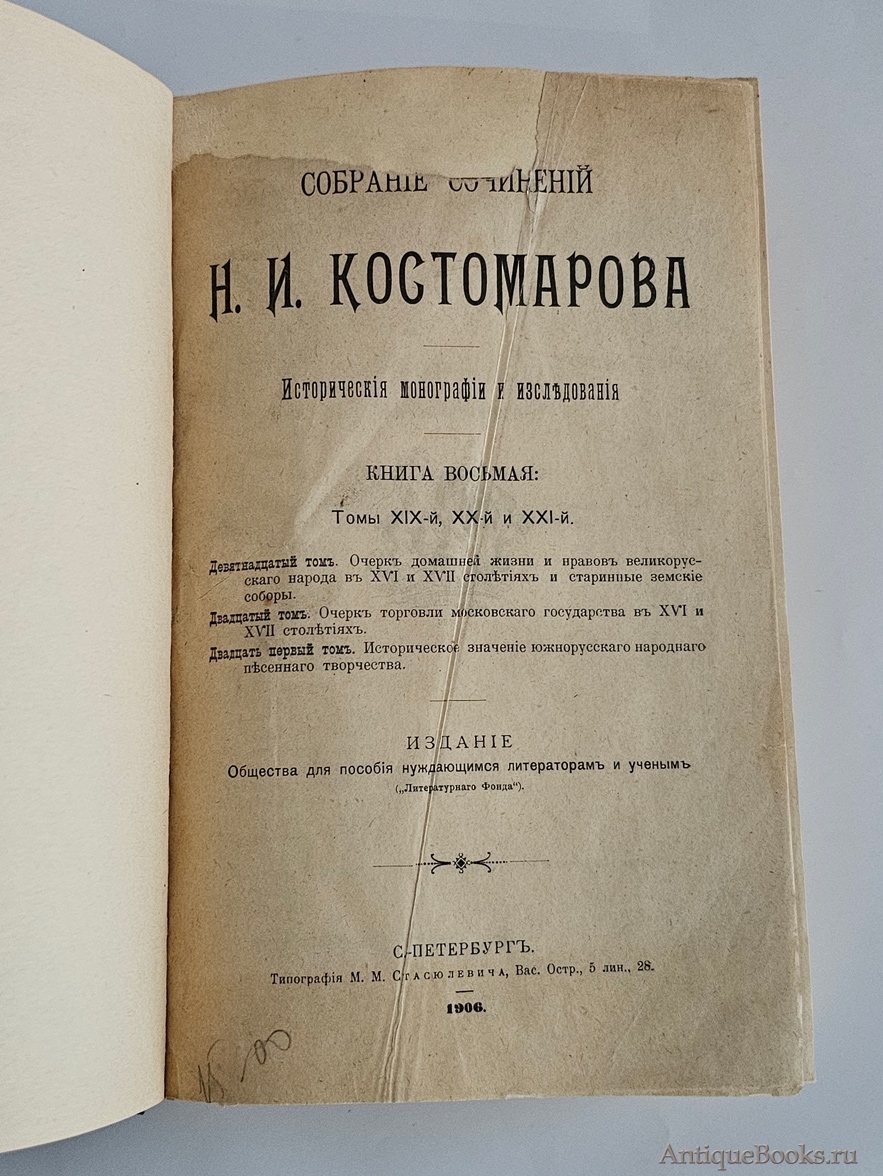 СОБРАНІЕ СОЧИНЕНІЙ
Н. И. КОСТОМАРОВА
Историческія монографіи и изслѣдованія
КНИГА ВОСЬМАЯ:
Томы XIX-й, XX-й и XXI-й.
Девятнадцатый томъ. Очеркъ домашней жизни и нравовъ великорус-
скаго народа въ XVI и XVII столѣтіяхъ и старинные земскіе
соборы.
Двадцатый томъ. Очеркъ торговли московскаго государства въ XVI и
XVII столѣтіяхъ.
Двадцать первый томъ. Историческое значеніе южнорусскаго народнаго
пѣсеннаго творчества.
ИЗДАНІЕ
Общества для пособія нуждающимся литераторамъ и ученымъ
(„Литературнаго Фонда“).
С.-ПЕТЕРБУРГЪ.
Типографія М. М. Стасюлевича, Вас. Остр., 5 лин., 28.
1906.
AntiqueBooks.ru